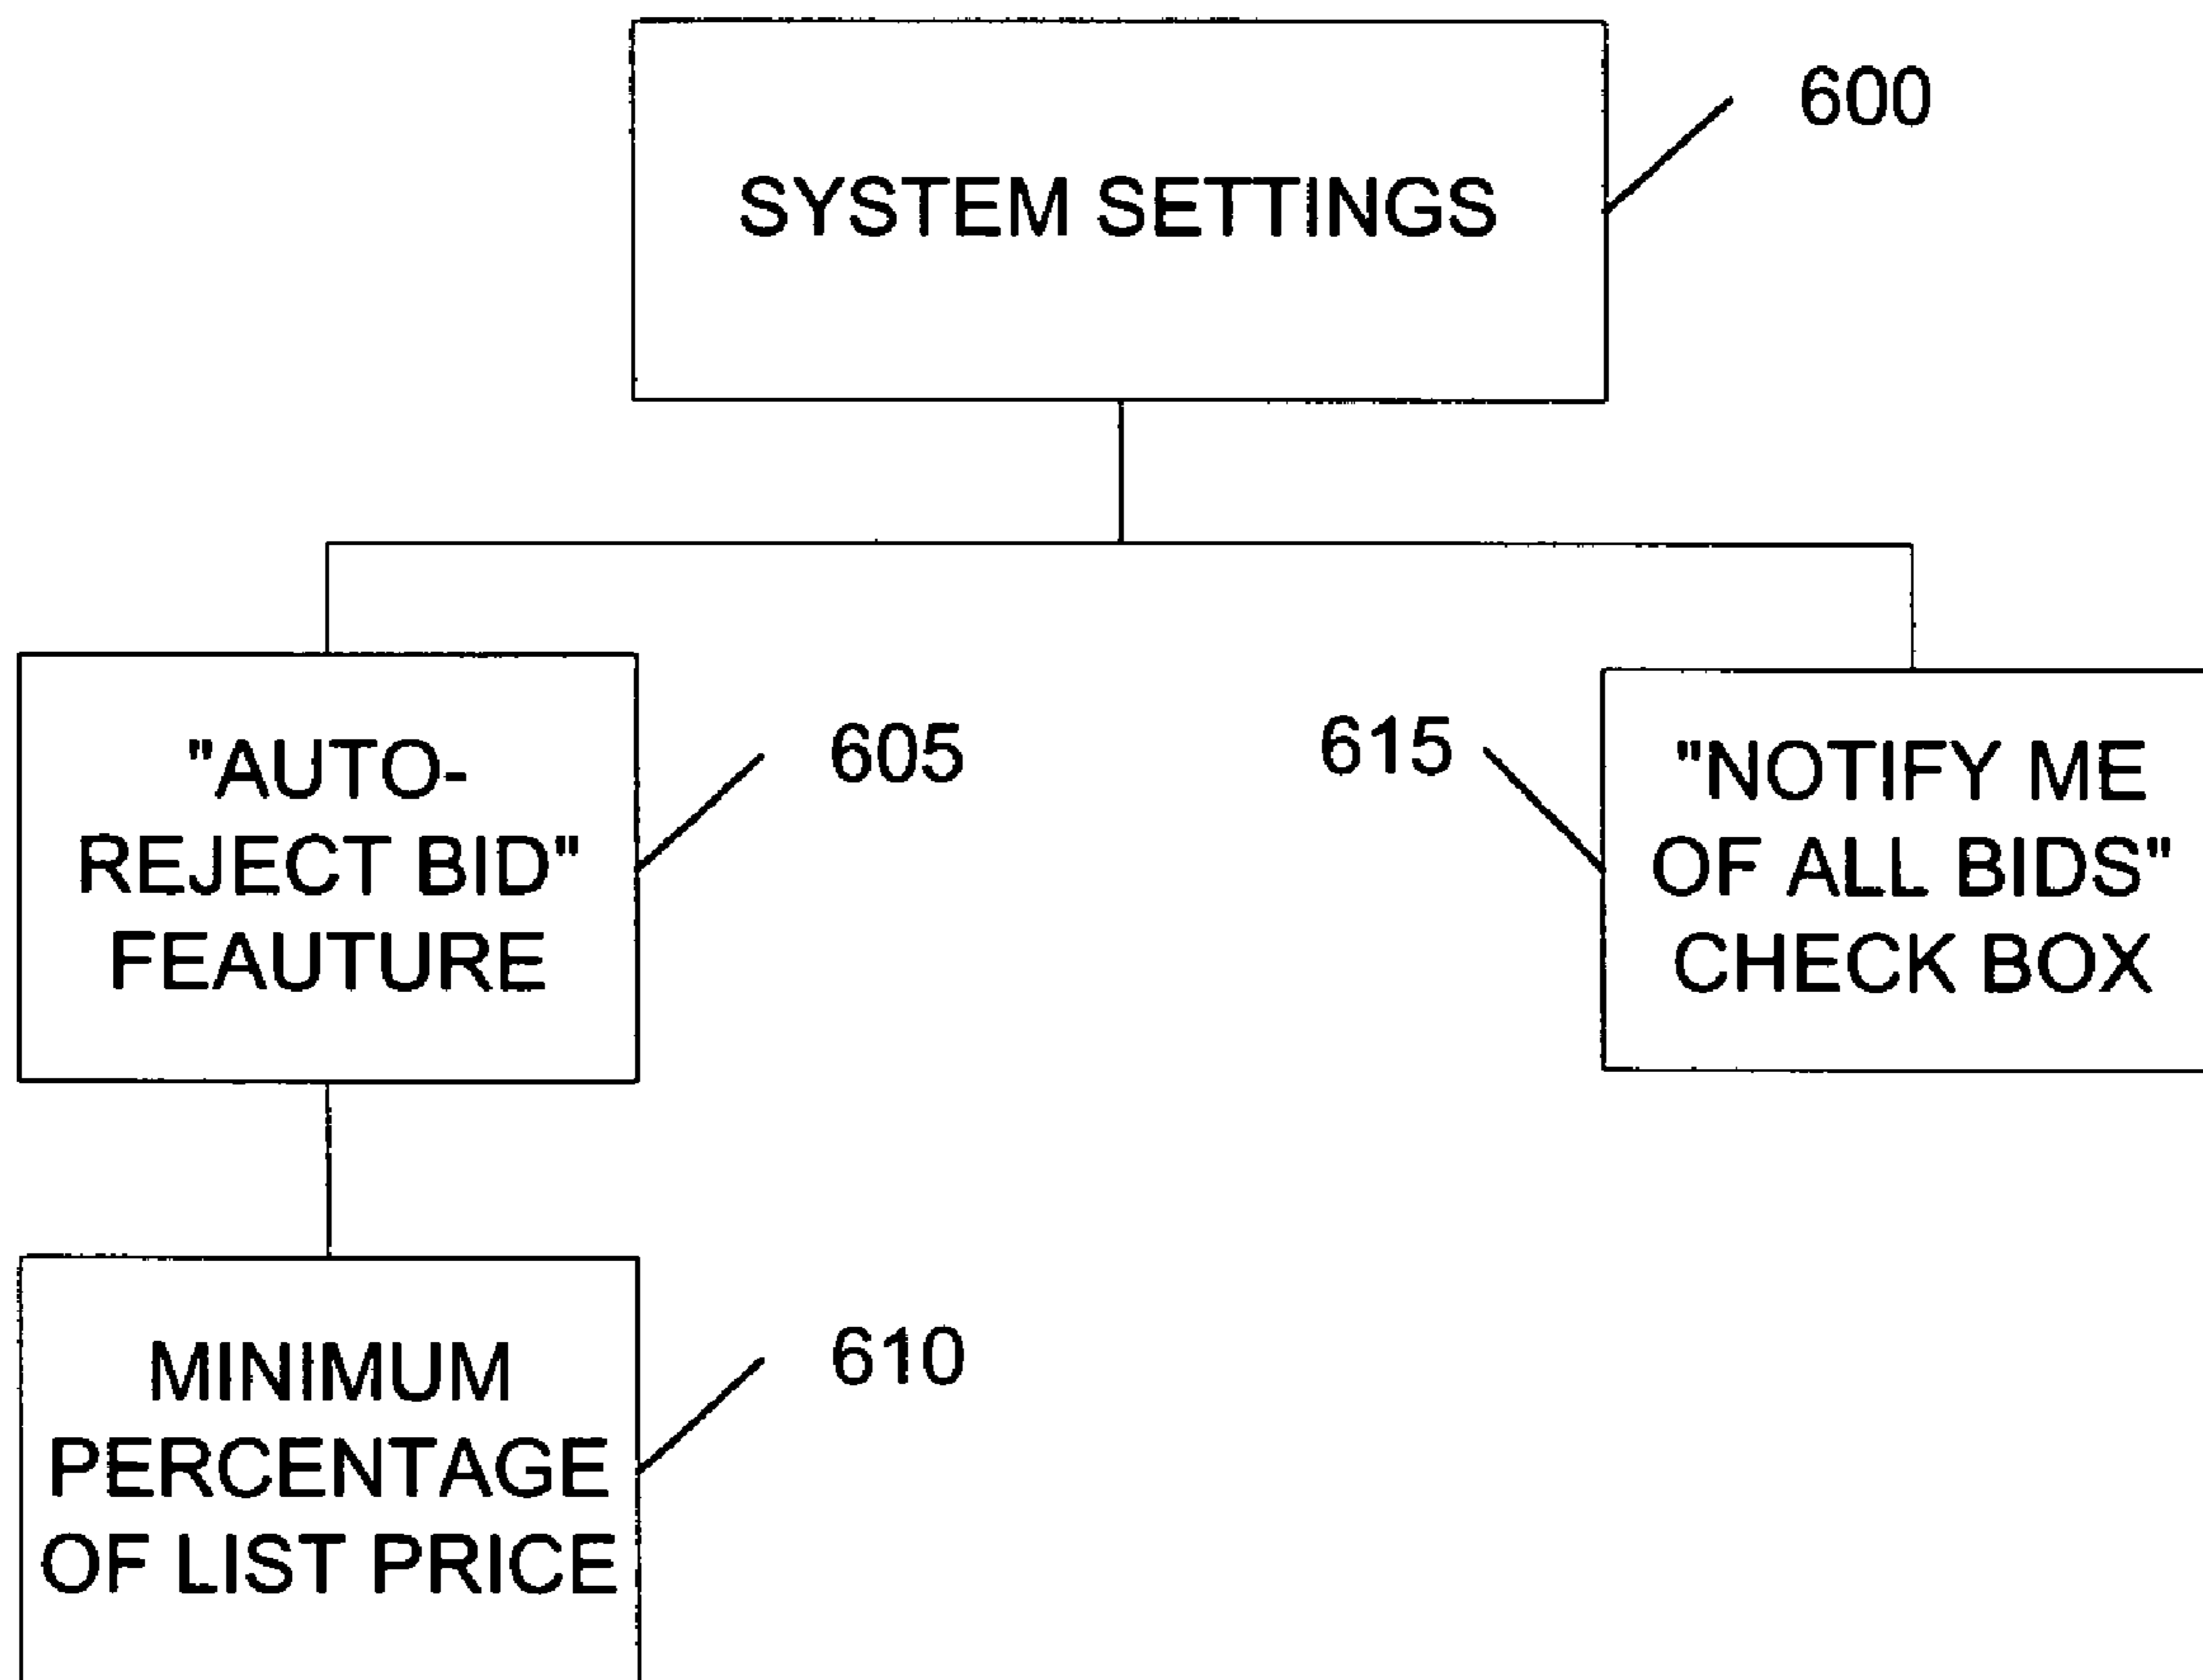 600
SYSTEM SETTINGS
"AUTO-
REJECT BID"
FEAUTURE
605
615
"NOTIFY ME
OF ALL BIDS"
CHECK BOX
MINIMUM
PERCENTAGE
OF LIST PRICE
610